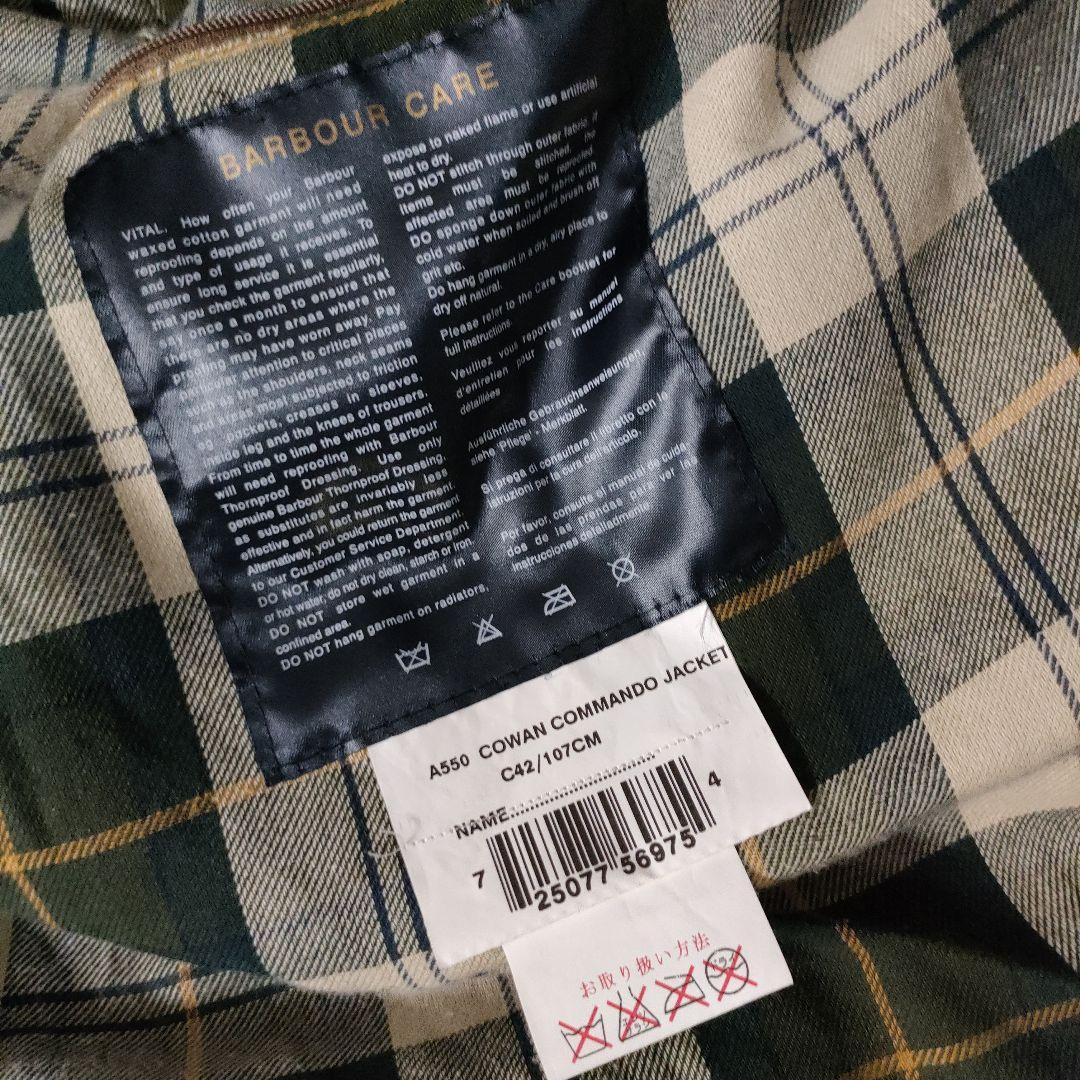 BARBOUR CARE
VITAL. How often your Barbour
waxed cotton garment will need
reproofing depends on the amount
and type of usage it receives. To
ensure long service it is essential
that you check the garment regularly,
say once a month to ensure that
there are no dry areas where the
proofing may have worn away. Pay
attention to critical places
the shoulders, neck seams
most subjected to friction
pockets, creases in sleeves,
inside leg and the knees of trousers.
From time to time the whole garment
will need reproofing with Barbour
Thornproof Dressing. Use only
genuine Barbour Thornproof Dressing,
as substitutes are invariably less
effective and in fact harm the garment
Alternatively, you could return the garment
to our Customer Service Department
DO NOT wash with soap, detergent
or hot water, do not dry clean, starch or iron.
DO NOT store wet garment in a
confined area.
DO NOT hang garment on radiators,
expose to naked flame or use artificial
heat to dry.
DO NOT stitch through outer fabric, if
items must be stitched, the
affected area must be reproofed
DO sponge down outer fabric with
cold water when soiled and brush off
grit etc.
Do hang garment in a dry, airy place to
dry off natural.
Please refer to the Care booklet for
full instructions.
Veuillez vous reporter au manuel
d'entretien pour les instructions
détaillées
Ausführliche Gebrauchsanweisungen,
siehe "Pflege"- Merkblatt.
Si prega di consultare il libretto con le
istruzioni per la cura dell'articolo.
Por favor, consulte el manual de cuida
dos de las prendas para ver las
instrucciones detalladmente
A550 COWAN COMMANDO JACKET
C42/107CM
NAME
7 25077 56975 4
お取り扱い方法